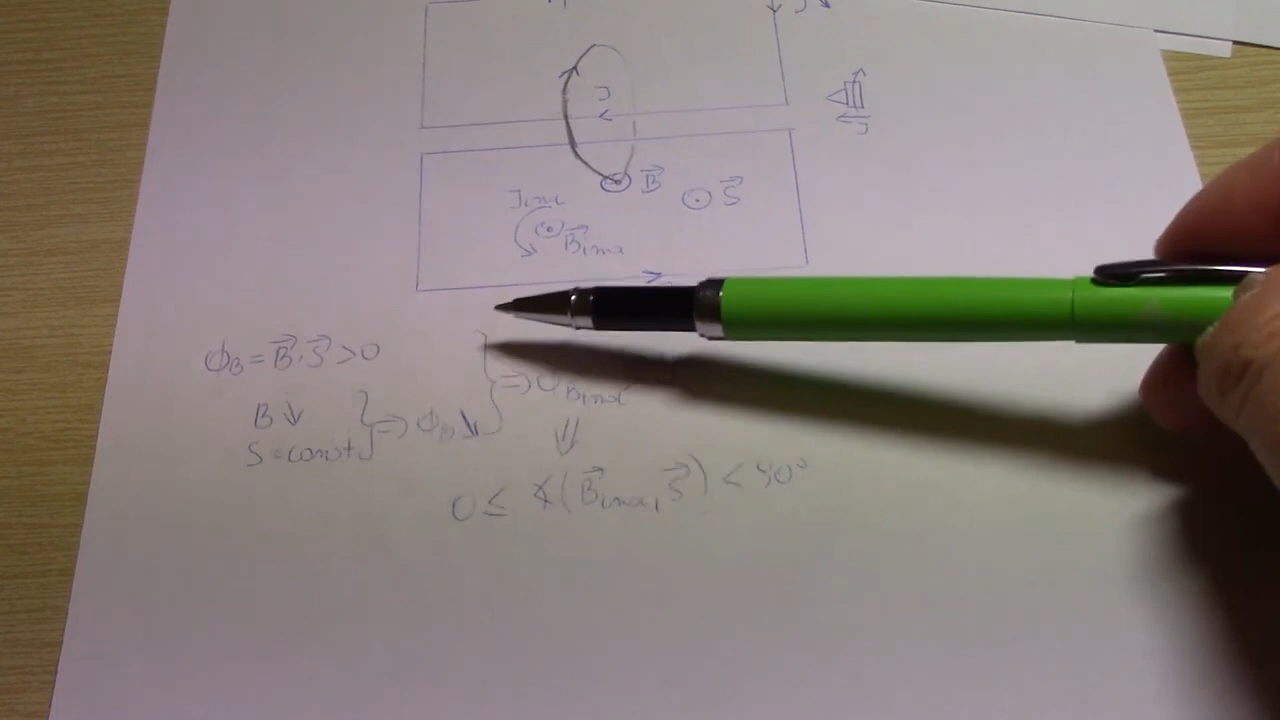 J
J
B⃗ S⃗
J
Jind
B⃗ind
ϕB = B⃗·S⃗ > 0
B↓
S = const
} ⇒ ϕB ↘
} ⇒ ϕBind
⇓
0 ≤ ∢(B⃗ind, S⃗) < 90°